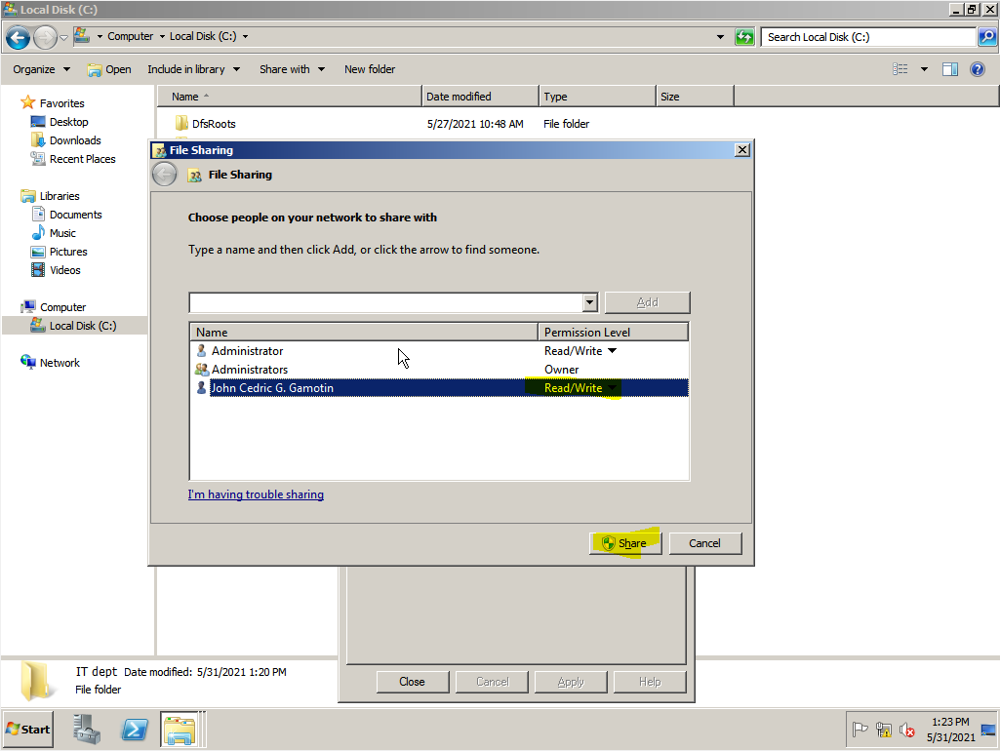 Local Disk (C:)
Computer Local Disk (C:) Search Local Disk (C:)
Organize Open Include in library Share with New folder
Name Date modified Type Size
Favorites
Desktop
Downloads
Recent Places
Libraries
Documents
Music
Pictures
Videos
Computer
Local Disk (C:)
Network
DfsRoots 5/27/2021 10:48 AM File folder
File Sharing
File Sharing
Choose people on your network to share with
Type a name and then click Add, or click the arrow to find someone.
Add
Name Permission Level
Administrator Read/Write
Administrators Owner
John Cedric G. Gamotin Read/Write
I'm having trouble sharing
Share Cancel
Close Cancel Apply Help
IT dept Date modified: 5/31/2021 1:20 PM
File folder
Start
1:23 PM
5/31/2021